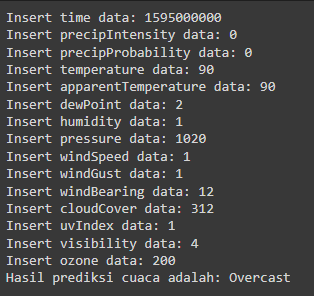 Insert time data: 1595000000
Insert precipIntensity data: 0
Insert precipProbability data: 0
Insert temperature data: 90
Insert apparentTemperature data: 90
Insert dewPoint data: 2
Insert humidity data: 1
Insert pressure data: 1020
Insert windSpeed data: 1
Insert windGust data: 1
Insert windBearing data: 12
Insert cloudCover data: 312
Insert uvIndex data: 1
Insert visibility data: 4
Insert ozone data: 200
Hasil prediksi cuaca adalah: Overcast